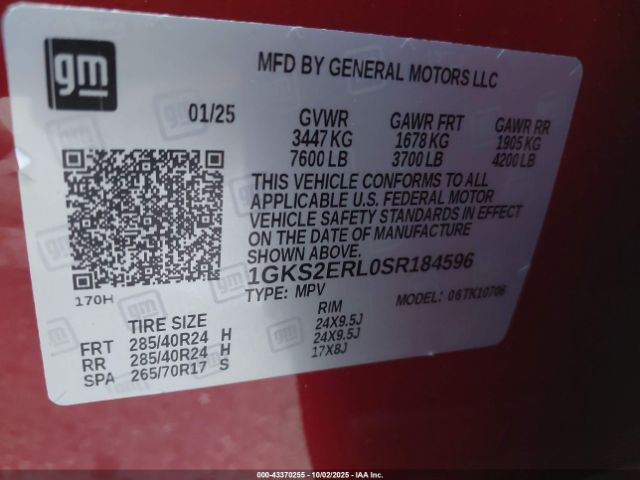 gm
MFD BY GENERAL MOTORS LLC
01/25
GVWR GAWR FRT GAWR RR
3447 KG 1678 KG 1905 KG
7600 LB 3700 LB 4200 LB
THIS VEHICLE CONFORMS TO ALL
APPLICABLE U.S. FEDERAL MOTOR
VEHICLE SAFETY STANDARDS IN EFFECT
ON THE DATE OF MANUFACTURE
SHOWN ABOVE.
1GKS2ERL0SR184596
170H
TYPE: MPV MODEL: 06TK10706
TIRE SIZE RIM
FRT 285/40R24 H 24X9.5J
RR 285/40R24 H 24X9.5J
SPA 265/70R17 S 17X8J
000-43370255 - 10/02/2025 - Copyright © 2025 IAA, Inc.